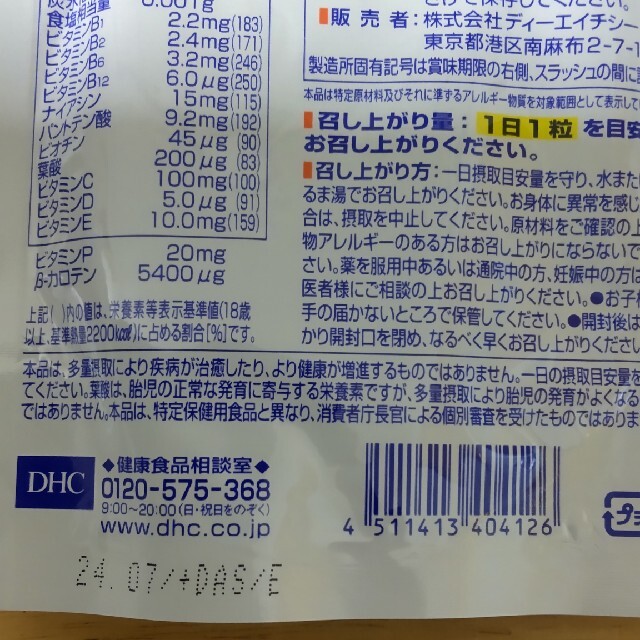 食塩相当量 0.001g
ビタミンB1 2.2mg(183)
ビタミンB2 2.4mg(171)
ビタミンB6 3.2mg(246)
ビタミンB12 6.0μg(250)
ナイアシン 15mg(115)
パントテン酸 9.2mg(192)
ビオチン 45μg(90)
葉酸 200μg(83)
ビタミンC 100mg(100)
ビタミンD 5.0μg(91)
ビタミンE 10.0mg(159)
ビタミンP 20mg
β-カロテン 5400μg
上記( )内の値は、栄養素等表示基準値(18歳
以上、基準熱量2200kcal)に占める割合[%]です。
販売者:株式会社ディーエイチシー
東京都港区南麻布2-7-1
製造所固有記号は賞味期限の右側、スラッシュの間に
本品は特定原材料及びそれに準ずるアレルギー物質を対象範囲として表示して
召し上がり量:1日1粒を目安
お召し上がりください。
召し上がり方:一日摂取目安量を守り、水また
るま湯でお召し上がりください。お身体に異常を感じ
合は、摂取を中止してください。原材料をご確認の上
物アレルギーのある方はお召し上がりにならないで
さい。薬を服用中あるいは通院中の方、妊娠中の方は
医者様にご相談の上お召し上がりください。●お子
手の届かないところで保管してください。●開封後は
かり開封口を閉め、なるべく早くお召し上がりくださ
本品は、多量摂取により疾病が治癒したり、より健康が増進するものではありません。一日の摂取目安量を
てください。葉酸は、胎児の正常な発育に寄与する栄養素ですが、多量摂取により胎児の発育がよくなる
ではありません。本品は、特定保健用食品と異なり、消費者庁長官による個別審査を受けたものではありま
DHC
◆健康食品相談室◆
0120-575-368
9:00~20:00(日・祝日をのぞく)
www.dhc.co.jp
4 511413 404126
プラ
24.07/+DAS/E